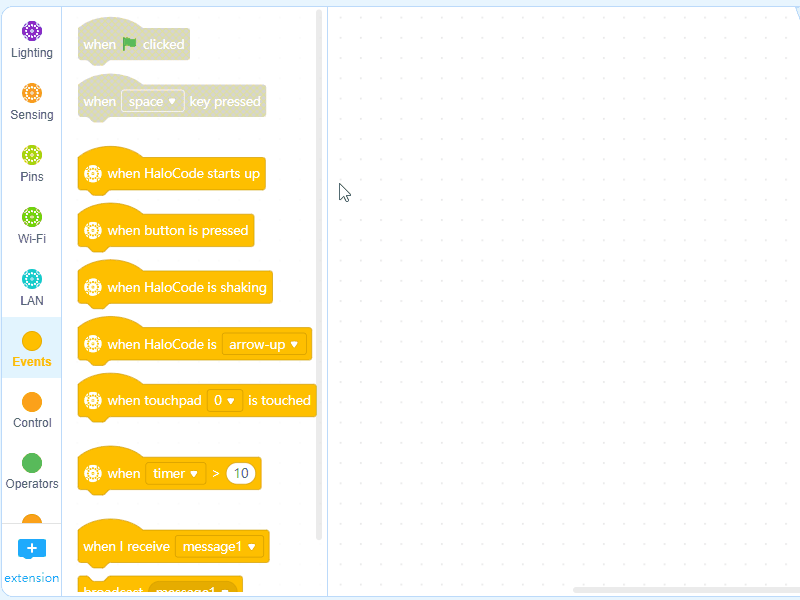 Lighting
Sensing
Pins
Wi-Fi
LAN
Events
Control
Operators
extension
when clicked
when space key pressed
when HaloCode starts up
when button is pressed
when HaloCode is shaking
when HaloCode is arrow-up
when touchpad 0 is touched
when timer > 10
when I receive message1
broadcast message1